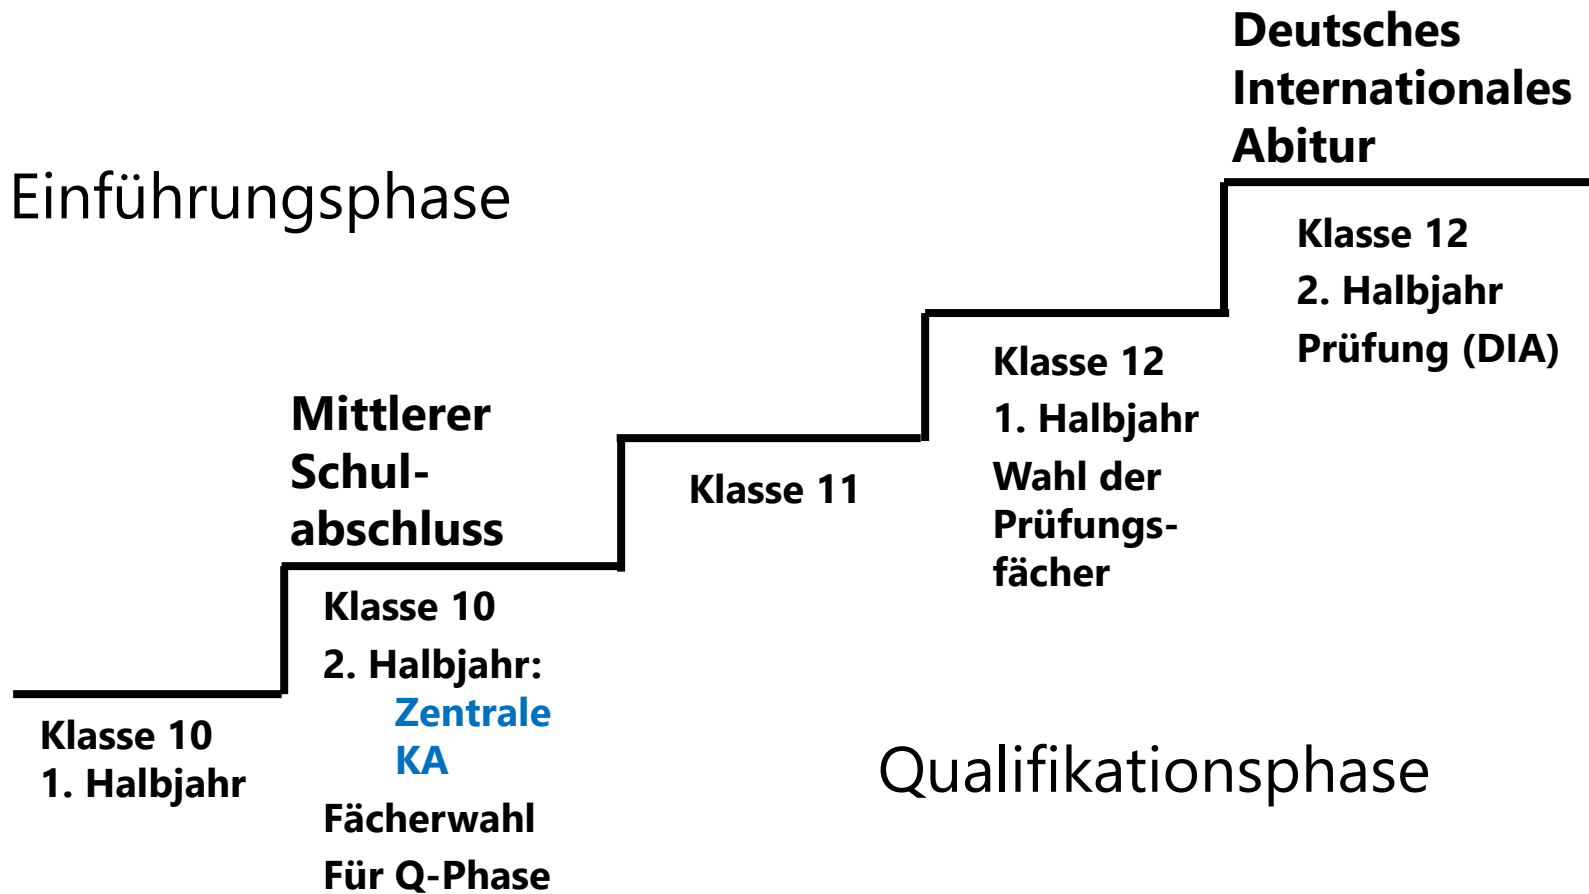 Deutsches
Internationales
Abitur
Einführungsphase
Klasse 12
2. Halbjahr
Prüfung (DIA)
Klasse 12
1. Halbjahr
Wahl der
Prüfungs-
fächer
Mittlerer
Schul-
abschluss
Klasse 11
Klasse 10
2. Halbjahr:
Zentrale
KA
Fächerwahl
Für Q-Phase
Klasse 10
1. Halbjahr
Qualifikationsphase